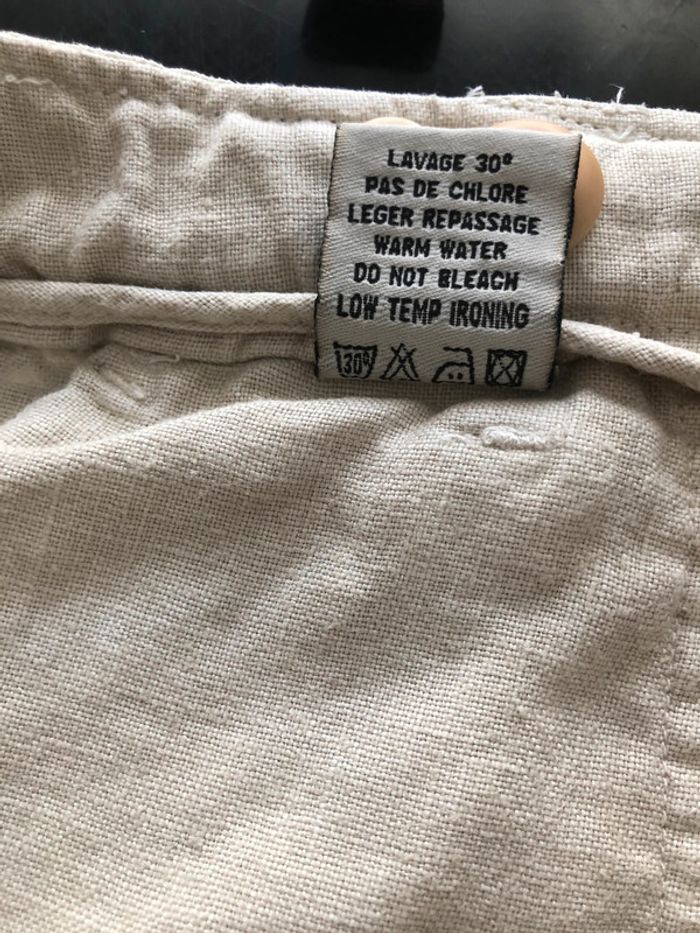 LAVAGE 30°
PAS DE CHLORE
LEGER REPASSAGE
WARM WATER
DO NOT BLEACH
LOW TEMP IRONING
30°